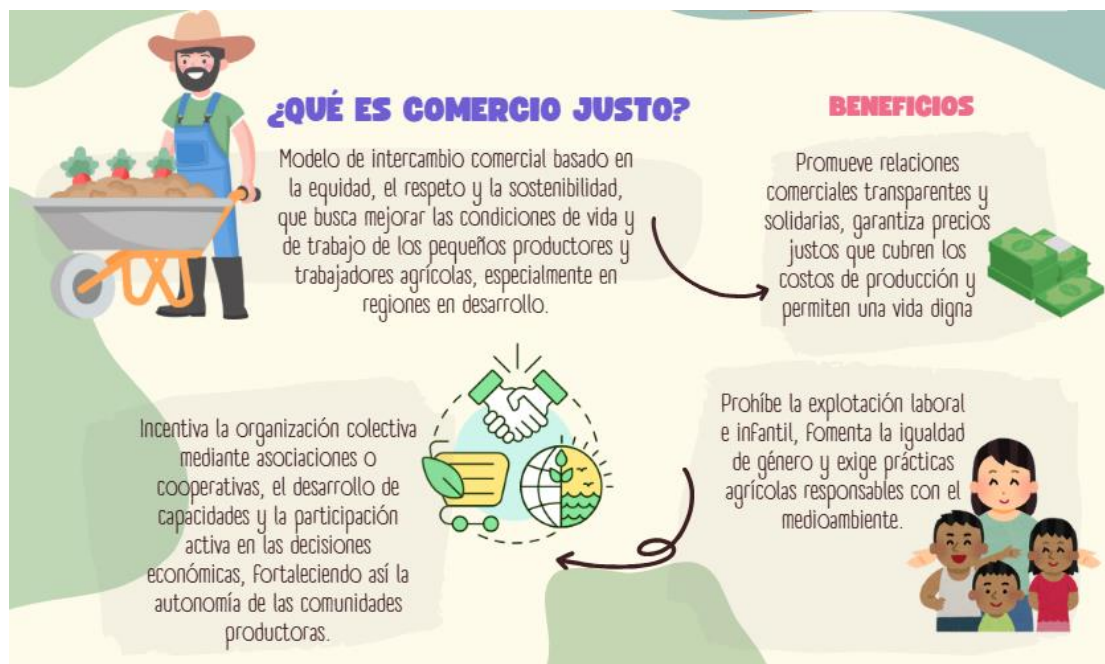 ¿QUÉ ES COMERCIO JUSTO?
Modelo de intercambio comercial basado en
la equidad, el respeto y la sostenibilidad,
que busca mejorar las condiciones de vida y
de trabajo de los pequeños productores y
trabajadores agrícolas, especialmente en
regiones en desarrollo.
BENEFICIOS
Promueve relaciones
comerciales transparentes y
solidarias, garantiza precios
justos que cubren los
costos de producción y
permiten una vida digna
Prohíbe la explotación laboral
e infantil, fomenta la igualdad
de género y exige prácticas
agrícolas responsables con el
medioambiente.
Incentiva la organización colectiva
mediante asociaciones o
cooperativas, el desarrollo de
capacidades y la participación
activa en las decisiones
económicas, fortaleciendo así la
autonomía de las comunidades
productoras.